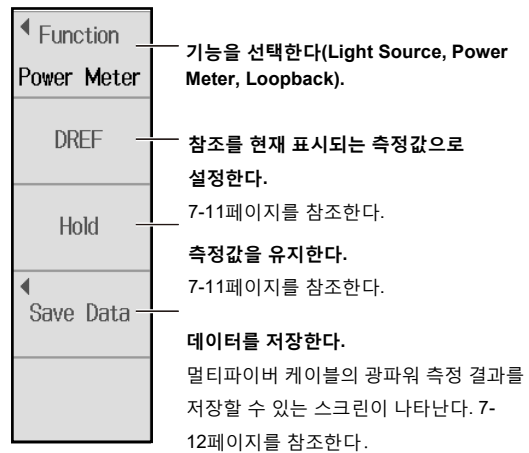 Function
Power Meter
기능을 선택한다(Light Source, Power
Meter, Loopback).
DREF
참조를 현재 표시되는 측정값으로
설정한다.
7-11페이지를 참조한다.
Hold
측정값을 유지한다.
7-11페이지를 참조한다.
Save Data
데이터를 저장한다.
멀티파이버 케이블의 광파워 측정 결과를
저장할 수 있는 스크린이 나타난다. 7-
12페이지를 참조한다.